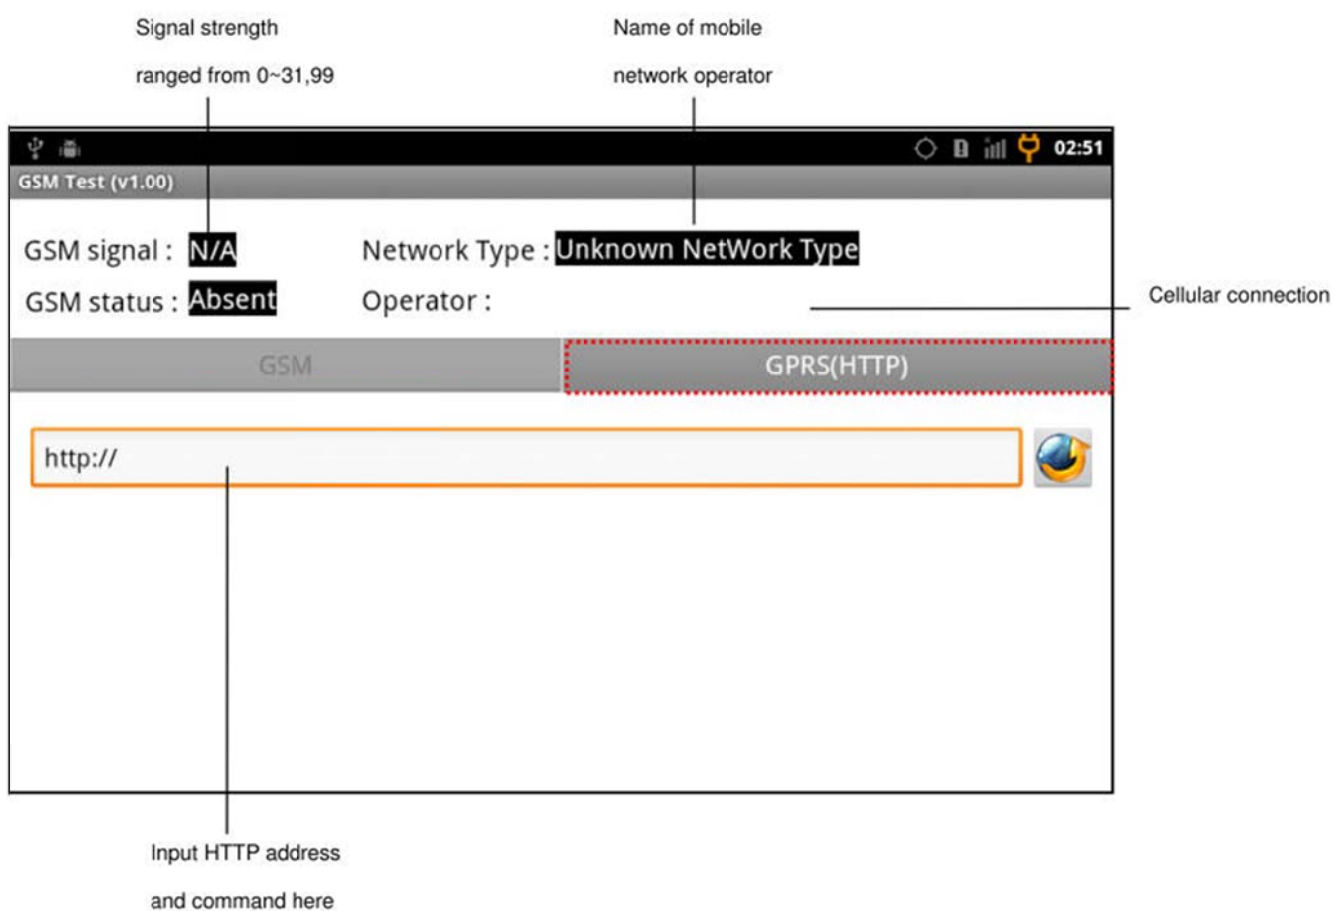 Signal strength
ranged from 0~31,99
Name of mobile
network operator
02:51
GSM Test (v1.00)
GSM signal : N/A Network Type : Unknown NetWork Type
GSM status : Absent Operator :
Cellular connection
GSM GPRS(HTTP)
http://
Input HTTP address
and command here